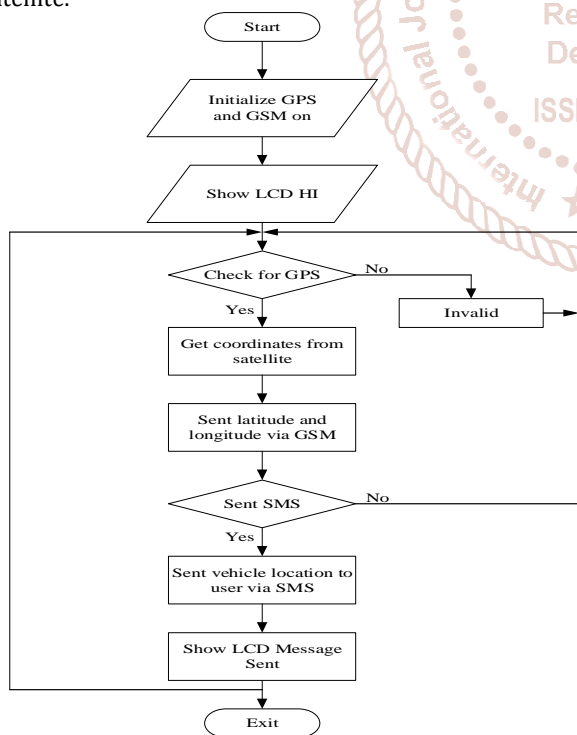 Start
Initialize GPS
and GSM on
Show LCD HI
Check for GPS
No
Invalid
Yes
Get coordinates from
satellite
Sent latitude and
longitude via GSM
Sent SMS
No
Yes
Sent vehicle location to
user via SMS
Show LCD Message
Sent
Exit
International